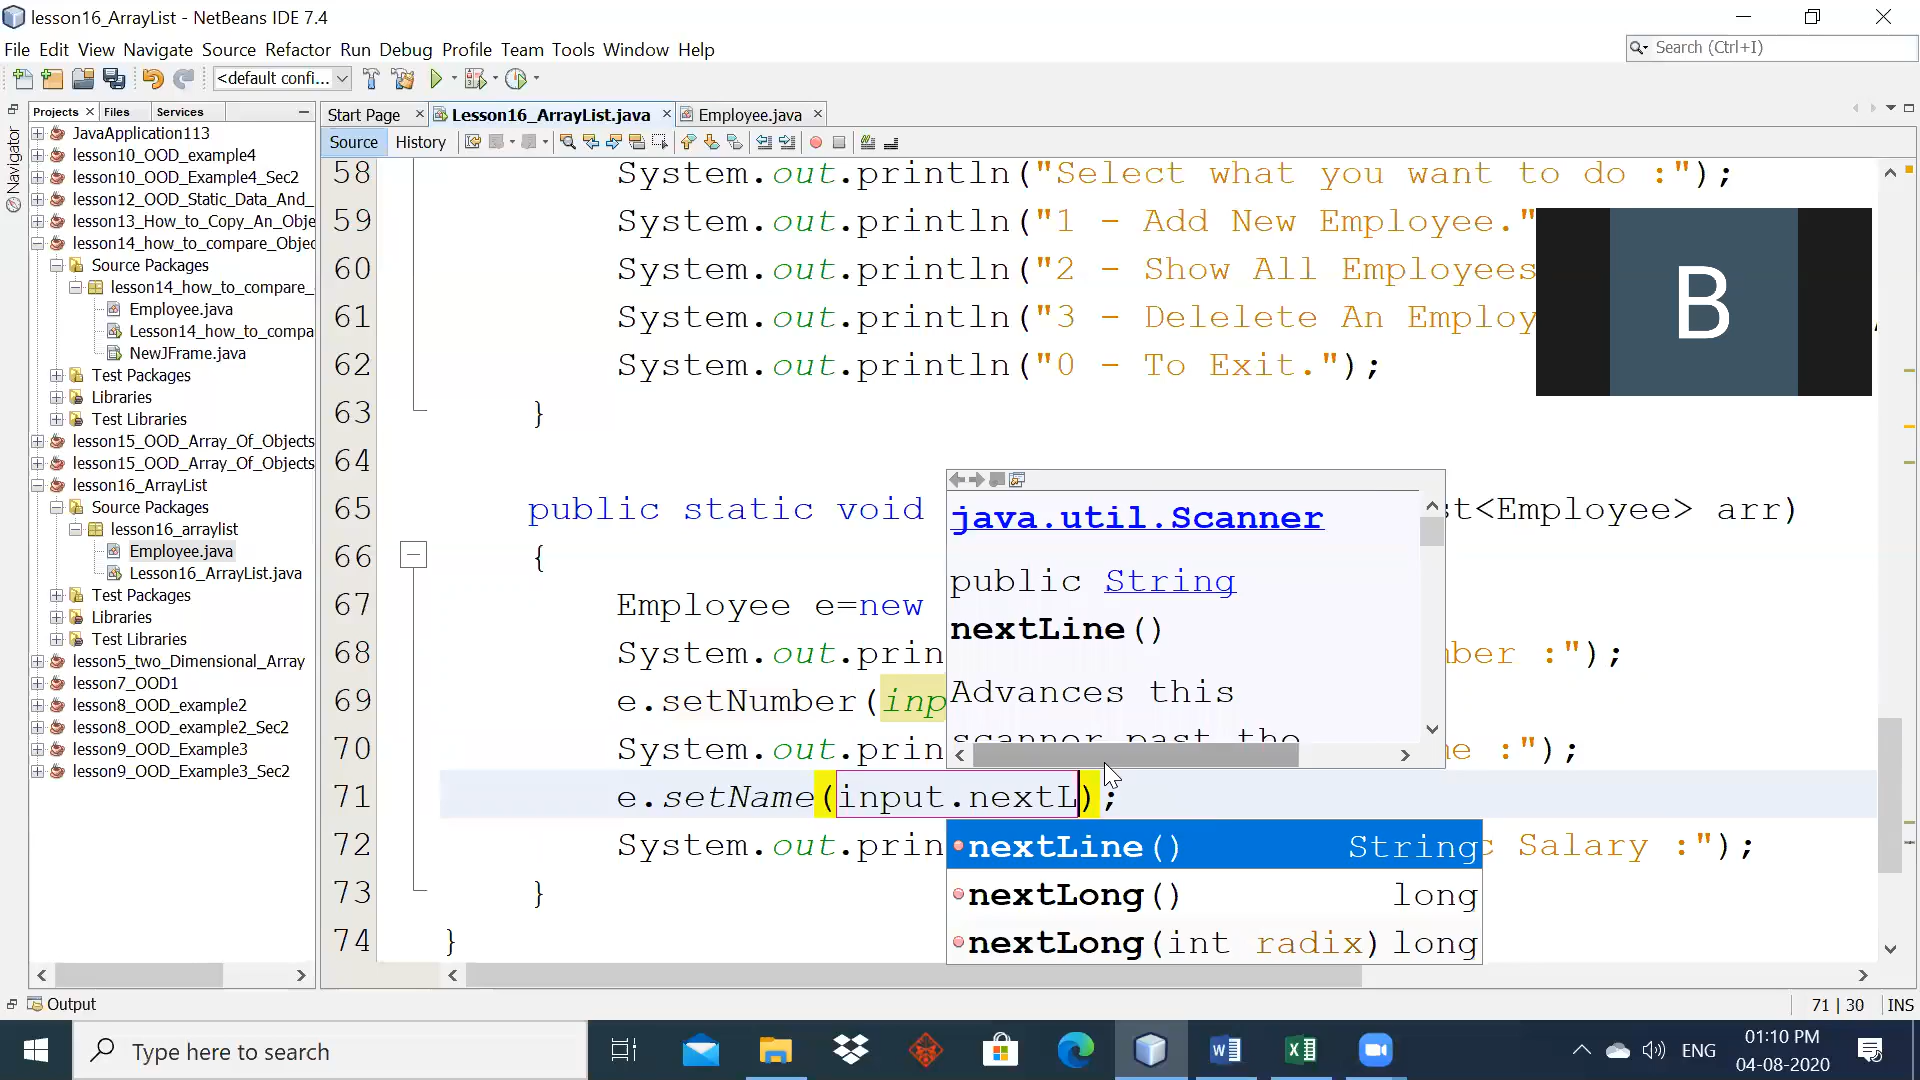 lesson16_ArrayList - NetBeans IDE 7.4
File Edit View Navigate Source Refactor Run Debug Profile Team Tools Window Help
Search (Ctrl+I)
<default confi...
Projects Files Services
Start Page Lesson16_ArrayList.java Employee.java
Source History
Navigator
JavaApplication113
lesson10_OOD_example4
lesson10_OOD_Example4_Sec2
lesson12_OOD_Static_Data_And_
lesson13_How_to_Copy_An_Obje
lesson14_how_to_compare_Objec
Source Packages
lesson14_how_to_compare_
Employee.java
Lesson14_how_to_compa
NewJFrame.java
Test Packages
Libraries
Test Libraries
lesson15_OOD_Array_Of_Objects
lesson15_OOD_Array_Of_Objects
lesson16_ArrayList
Source Packages
lesson16_arraylist
Employee.java
Lesson16_ArrayList.java
Test Packages
Libraries
Test Libraries
lesson5_two_Dimensional_Array
lesson7_OOD1
lesson8_OOD_example2
lesson8_OOD_example2_Sec2
lesson9_OOD_Example3
lesson9_OOD_Example3_Sec2
58 System.out.println("Select what you want to do :");
59 System.out.println("1 - Add New Employee."
60 System.out.println("2 - Show All Employees
61 System.out.println("3 - Delelete An Employ
62 System.out.println("0 - To Exit.");
63 }
64
65 public static void st<Employee> arr)
66 {
67 Employee e=new
68 System.out.prin ber :");
69 e.setNumber(inp
70 System.out.prin e :");
71 e.setName(input.nextL);
72 System.out.prin c Salary :");
73 }
74 }
B
java.util.Scanner
public String
nextLine()
Advances this
scanner past the
nextLine() String
nextLong() long
nextLong(int radix) long
Output
71 | 30 INS
Type here to search
ENG
01:10 PM
04-08-2020